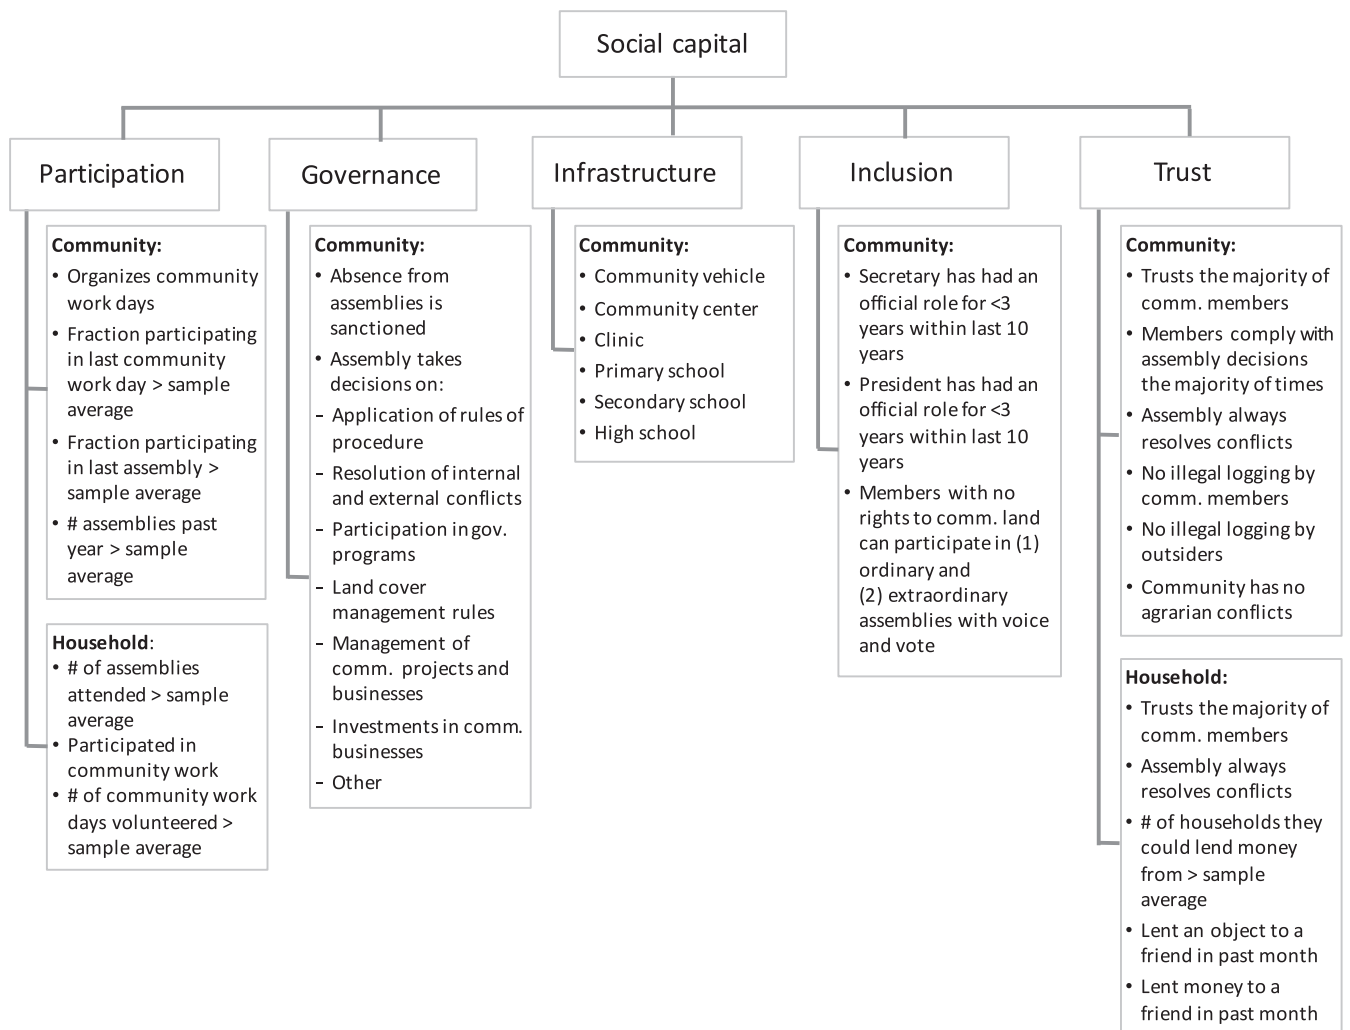 Social capital
Participation
Governance
Infrastructure
Inclusion
Trust
Community:
• Organizes community
work days
• Fraction participating
in last community
work day > sample
average
• Fraction participating
in last assembly >
sample average
• # assemblies past
year > sample
average
Household:
• # of assemblies
attended > sample
average
• Participated in
community work
• # of community work
days volunteered >
sample average
Community:
• Absence from
assemblies is
sanctioned
• Assembly takes
decisions on:
– Application of rules of
procedure
– Resolution of internal
and external conflicts
– Participation in gov.
programs
– Land cover
management rules
– Management of
comm. projects and
businesses
– Investments in comm.
businesses
– Other
Community:
• Community vehicle
• Community center
• Clinic
• Primary school
• Secondary school
• High school
Community:
• Secretary has had an
official role for <3
years within last 10
years
• President has had an
official role for <3
years within last 10
years
• Members with no
rights to comm. land
can participate in (1)
ordinary and
(2) extraordinary
assemblies with voice
and vote
Community:
• Trusts the majority of
comm. members
• Members comply with
assembly decisions
the majority of times
• Assembly always
resolves conflicts
• No illegal logging by
comm. members
• No illegal logging by
outsiders
• Community has no
agrarian conflicts
Household:
• Trusts the majority of
comm. members
• Assembly always
resolves conflicts
• # of households they
could lend money
from > sample
average
• Lent an object to a
friend in past month
• Lent money to a
friend in past month